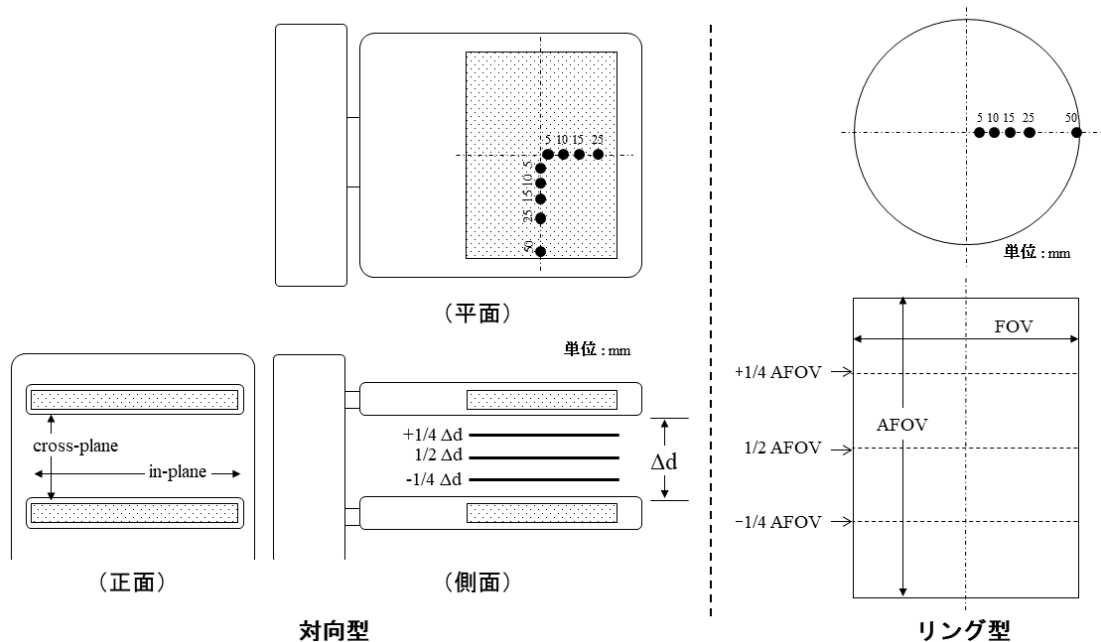 5 10 15 25
5
10
15
25
50
(平面)
単位 : mm
cross-plane
in-plane
+1/4 Δd
1/2 Δd
-1/4 Δd
Δd
(正面)
(側面)
対向型
5 10 15 25 50
単位 : mm
FOV
+1/4 AFOV
AFOV
1/2 AFOV
−1/4 AFOV
リング型